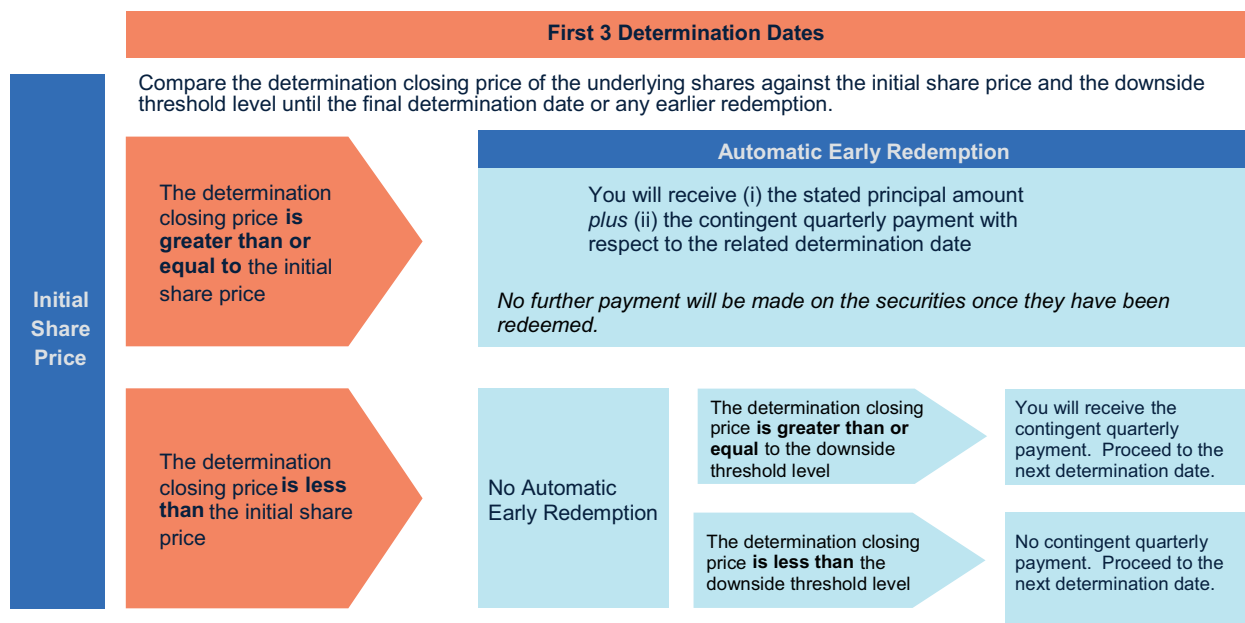 First 3 Determination Dates
Compare the determination closing price of the underlying shares against the initial share price and the downside
threshold level until the final determination date or any earlier redemption.
Initial
Share
Price
The determination
closing price is
greater than or
equal to the initial
share price
Automatic Early Redemption
You will receive (i) the stated principal amount
plus (ii) the contingent quarterly payment with
respect to the related determination date
No further payment will be made on the securities once they have been
redeemed.
The determination
closing price is less
than the initial share
price
No Automatic
Early Redemption
The determination closing
price is greater than or
equal to the downside
threshold level
You will receive the
contingent quarterly
payment.  Proceed to the
next determination date.
The determination closing
price is less than the
downside threshold level
No contingent quarterly
payment.  Proceed to the
next determination date.